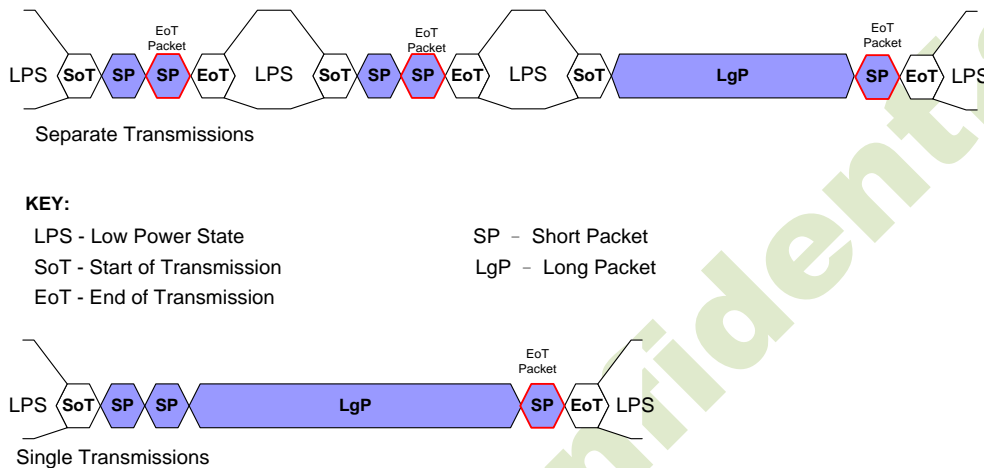 EoT
Packet
EoT
Packet
EoT
Packet
LPS SoT SP SP EoT LPS SoT SP SP EoT LPS SoT LgP SP EoT LPS
Separate Transmissions
KEY:
LPS - Low Power State SP - Short Packet
SoT - Start of Transmission LgP - Long Packet
EoT - End of Transmission
EoT
Packet
LPS SoT SP SP LgP SP EoT LPS
Single Transmissions